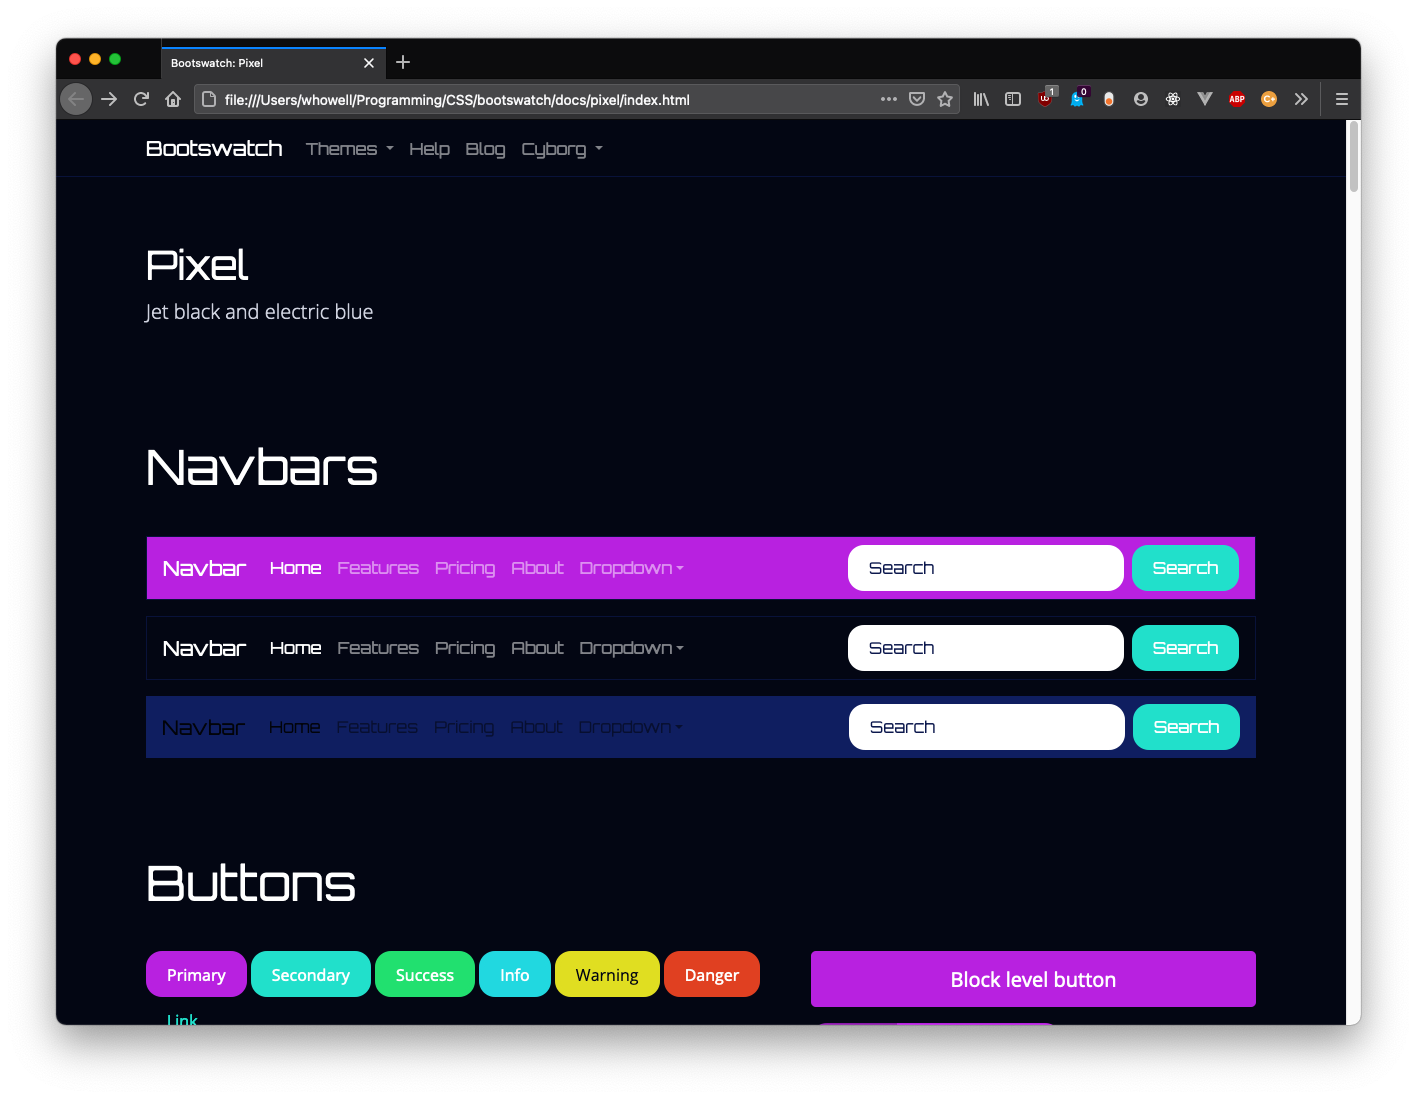 Bootswatch: Pixel
file:///Users/whowell/Programming/CSS/bootswatch/docs/pixel/index.html
1
0
ABP
C+
Bootswatch Themes Help Blog Cyborg
Pixel
Jet black and electric blue
Navbars
Navbar Home Features Pricing About Dropdown Search Search
Navbar Home Features Pricing About Dropdown Search Search
Navbar Home Features Pricing About Dropdown Search Search
Buttons
Primary Secondary Success Info Warning Danger Block level button
Link